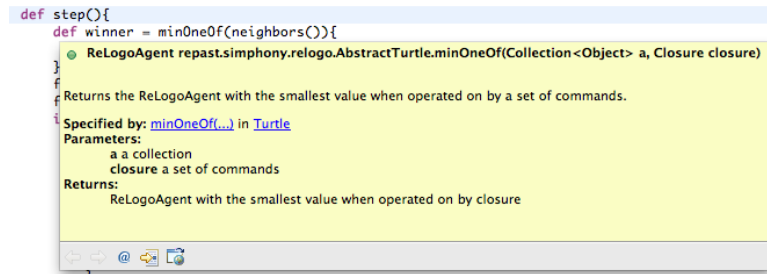 def step(){
def winner = minOneOf(neighbors()){
ReLogoAgent repast.simphony.relogo.AbstractTurtle.minOneOf(Collection<Object> a, Closure closure)
}
f
f
i
Returns the ReLogoAgent with the smallest value when operated on by a set of commands.
Specified by: minOneOf(...) in Turtle
Parameters:
a a collection
closure a set of commands
Returns:
ReLogoAgent with the smallest value when operated on by closure
@